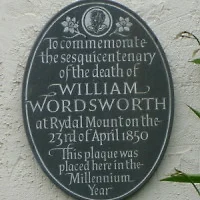 To commemorate
the sesquicentenary
of the death of
WILLIAM
WORDSWORTH
at Rydal Mount on the
23rd of April 1850
This plaque was
placed here in the
Millennium
Year